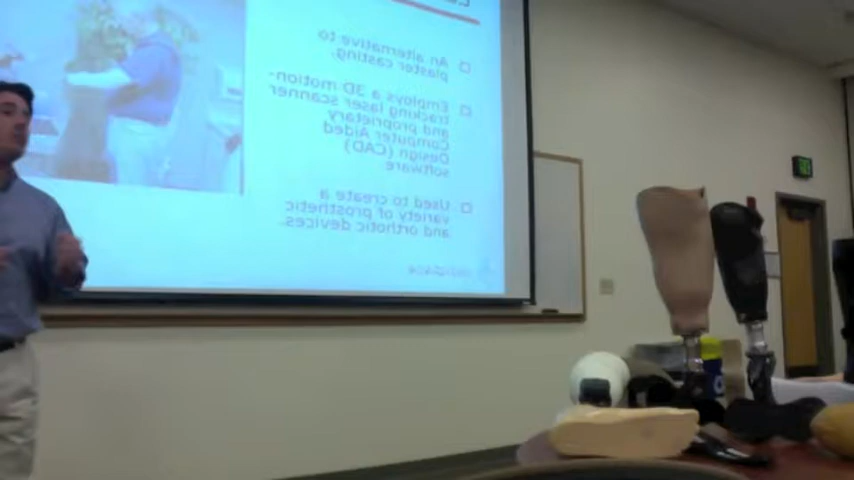 An alternative to
plaster casting.
Employs a 3D motion-
tracking laser scanner
and proprietary
Computer Aided
Design (CAD)
software.
Used to create a
variety of prosthetic
and orthotic devices.